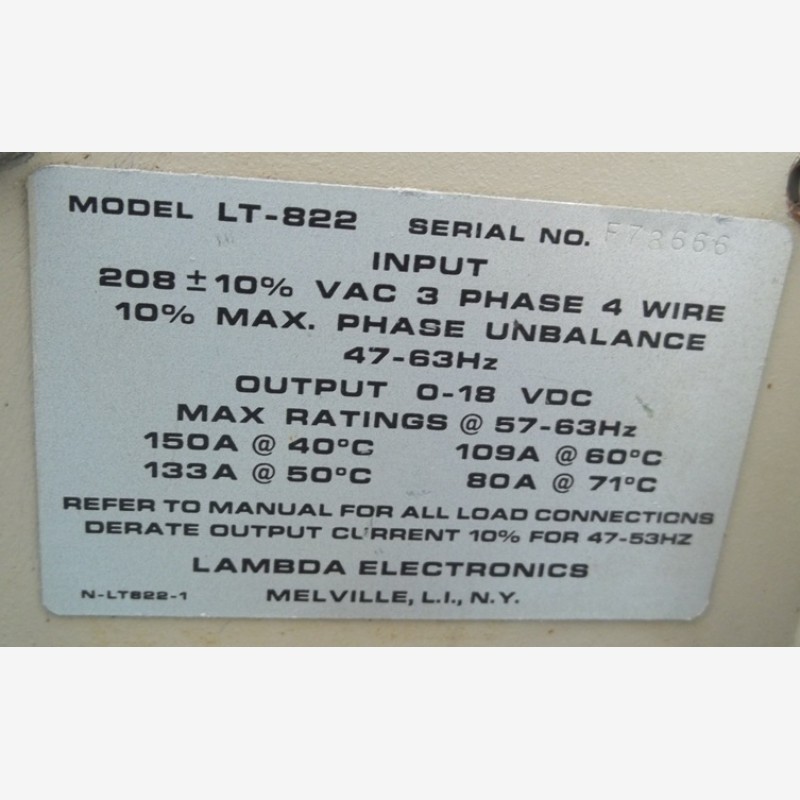 MODEL LT-822 SERIAL NO.
INPUT
208 ± 10% VAC 3 PHASE 4 WIRE
10% MAX. PHASE UNBALANCE
47-63Hz
OUTPUT 0-18 VDC
MAX RATINGS @ 57-63Hz
150A @ 40°C 109A @ 60°C
133A @ 50°C 80A @ 71°C
REFER TO MANUAL FOR ALL LOAD CONNECTIONS
DERATE OUTPUT CURRENT 10% FOR 47-53HZ
LAMBDA ELECTRONICS
N-LT822-1 MELVILLE, L.I., N.Y.